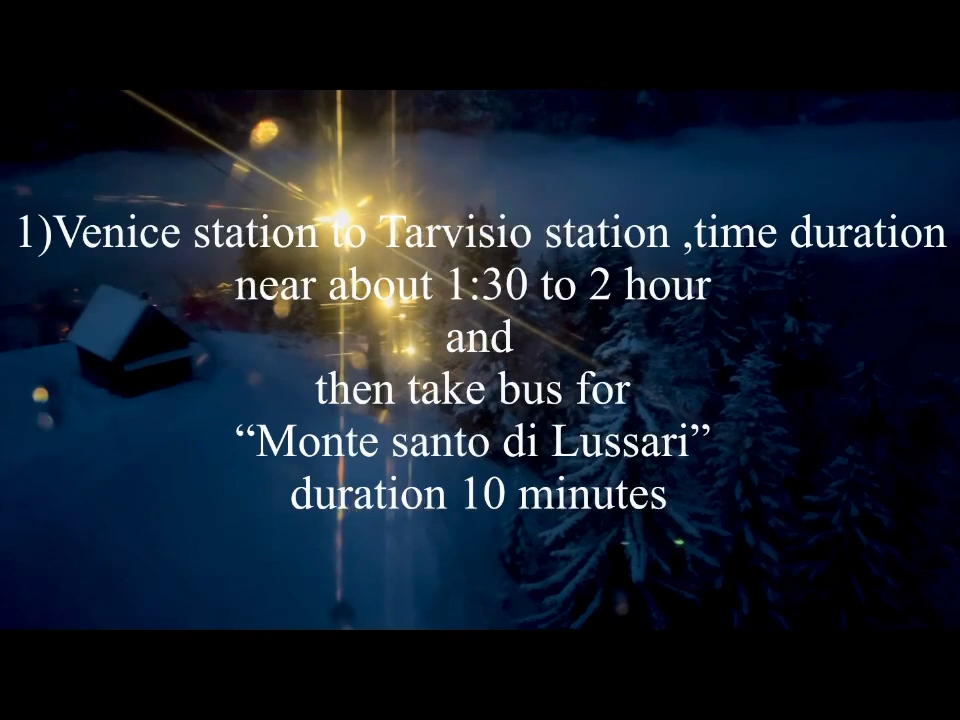 1)Venice station to Tarvisio station ,time duration
near about 1:30 to 2 hour
and
then take bus for
“Monte santo di Lussari”
duration 10 minutes